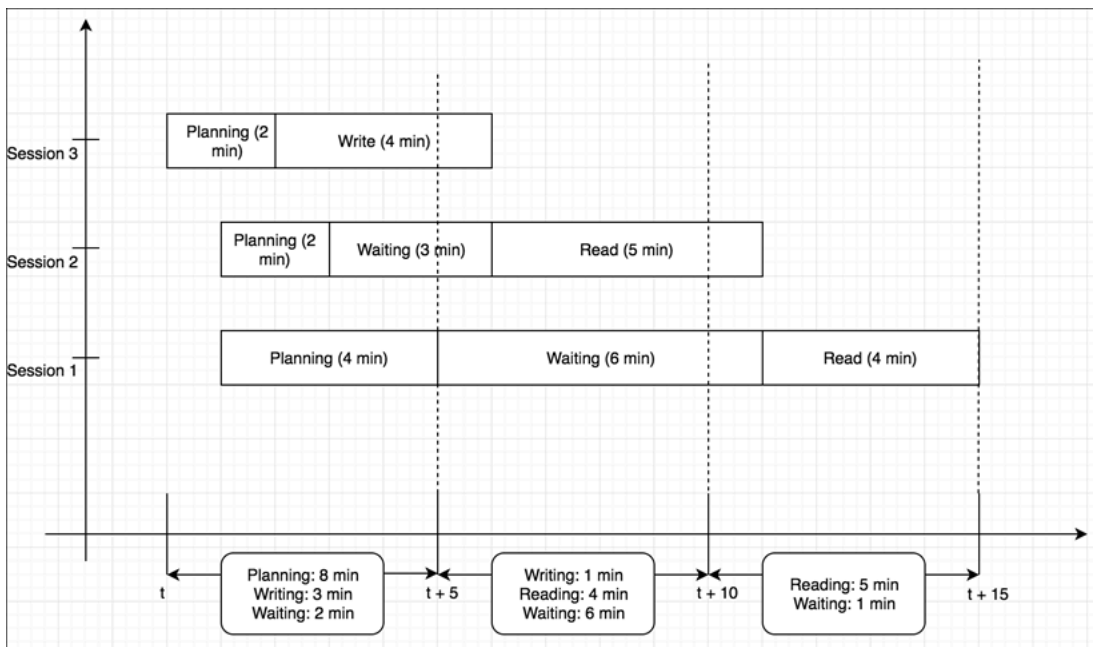 Planning (2
min)
Write (4 min)
Session 3
Planning (2
min)
Waiting (3 min)
Read (5 min)
Session 2
Planning (4 min)
Waiting (6 min)
Read (4 min)
Session 1
t
Planning: 8 min
Writing: 3 min
Waiting: 2 min
t + 5
Writing: 1 min
Reading: 4 min
Waiting: 6 min
t + 10
Reading: 5 min
Waiting: 1 min
t + 15